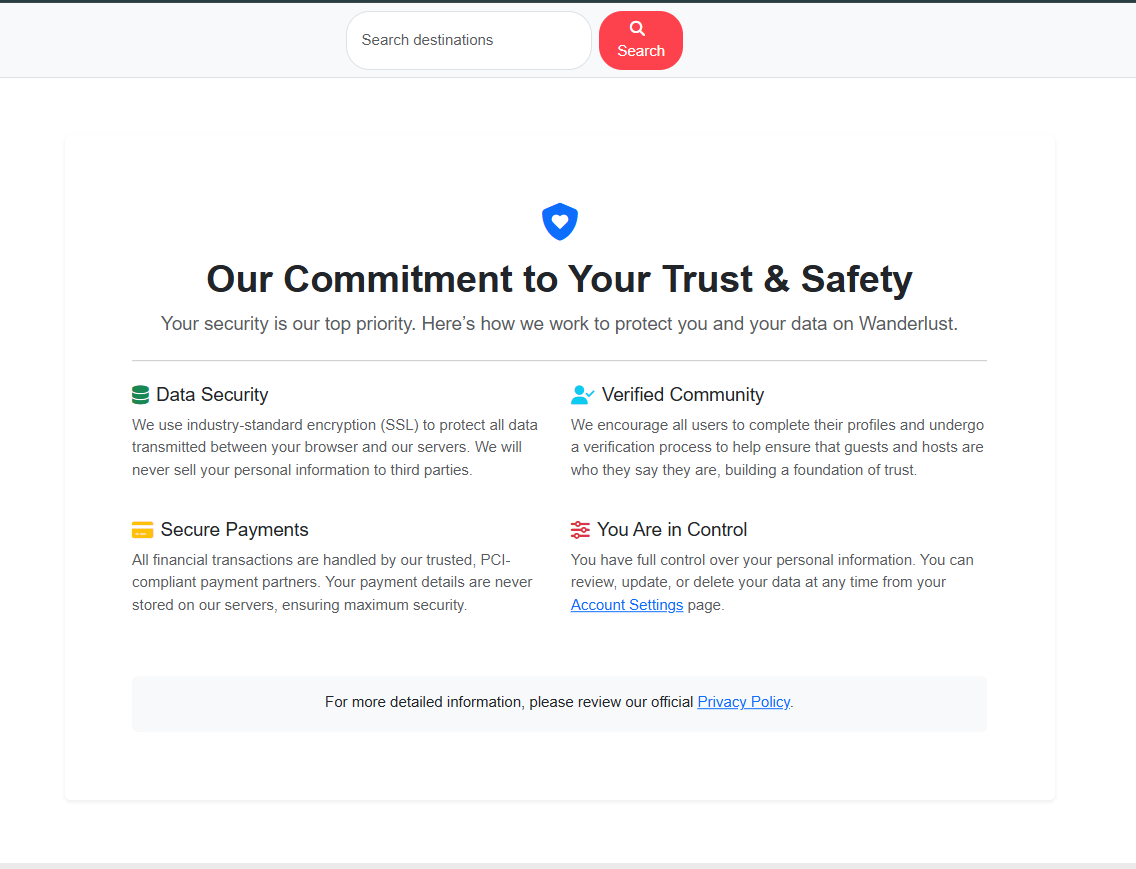 Search destinations
Search
Our Commitment to Your Trust & Safety
Your security is our top priority. Here’s how we work to protect you and your data on Wanderlust.
Data Security
We use industry-standard encryption (SSL) to protect all data
transmitted between your browser and our servers. We will
never sell your personal information to third parties.
Verified Community
We encourage all users to complete their profiles and undergo
a verification process to help ensure that guests and hosts are
who they say they are, building a foundation of trust.
Secure Payments
All financial transactions are handled by our trusted, PCI-
compliant payment partners. Your payment details are never
stored on our servers, ensuring maximum security.
You Are in Control
You have full control over your personal information. You can
review, update, or delete your data at any time from your
Account Settings page.
For more detailed information, please review our official Privacy Policy.